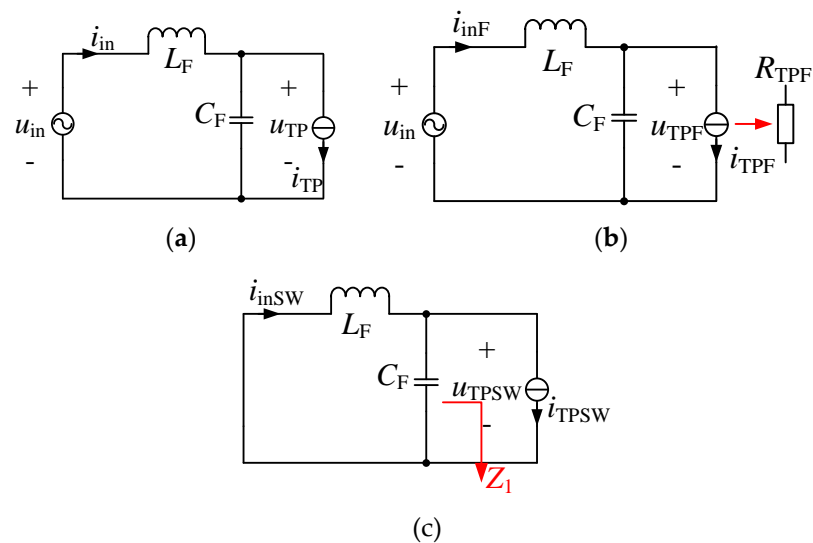 i_in L_F + u_in - C_F + u_TP - i_TP
(a)
i_inF L_F + u_in - C_F + u_TPF - i_TPF R_TPF
(b)
i_inSW L_F C_F + u_TPSW - i_TPSW Z_1
(c)